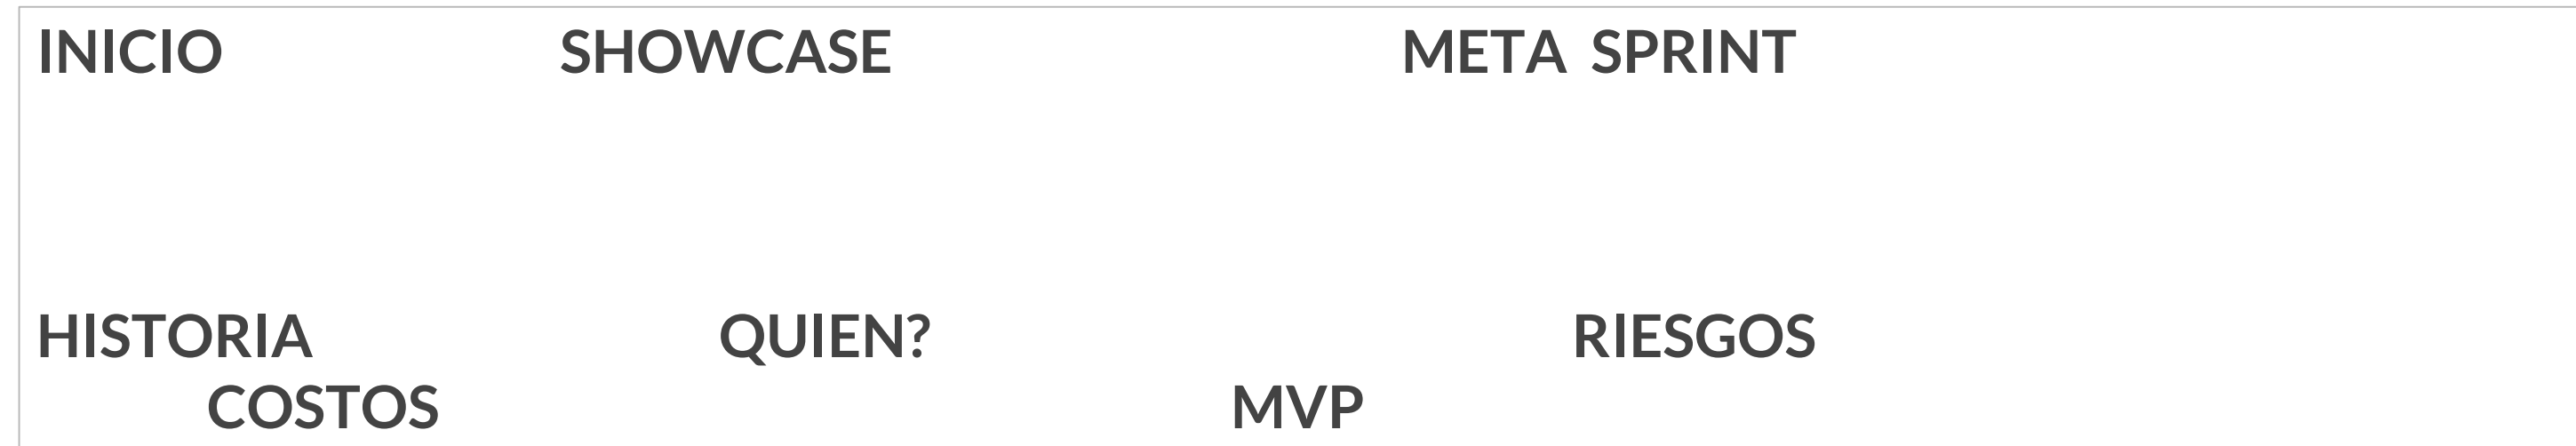 INICIO SHOWCASE META SPRINT
HISTORIA QUIEN? RIESGOS
COSTOS MVP